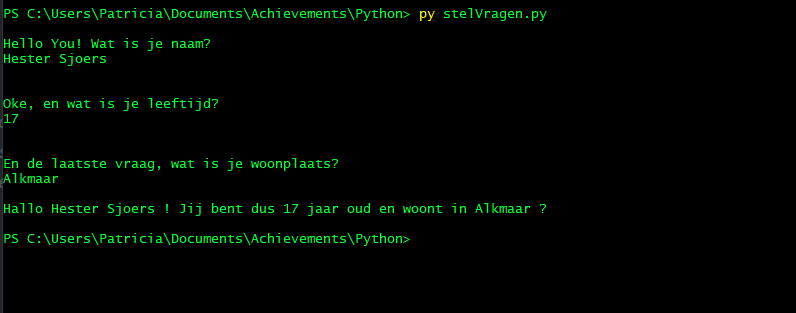 PS C:\Users\Patricia\Documents\Achievements\Python> py stelVragen.py
Hello You! Wat is je naam?
Hester Sjoers
Oke, en wat is je leeftijd?
17
En de laatste vraag, wat is je woonplaats?
Alkmaar
Hallo Hester Sjoers ! Jij bent dus 17 jaar oud en woont in Alkmaar ?
PS C:\Users\Patricia\Documents\Achievements\Python>